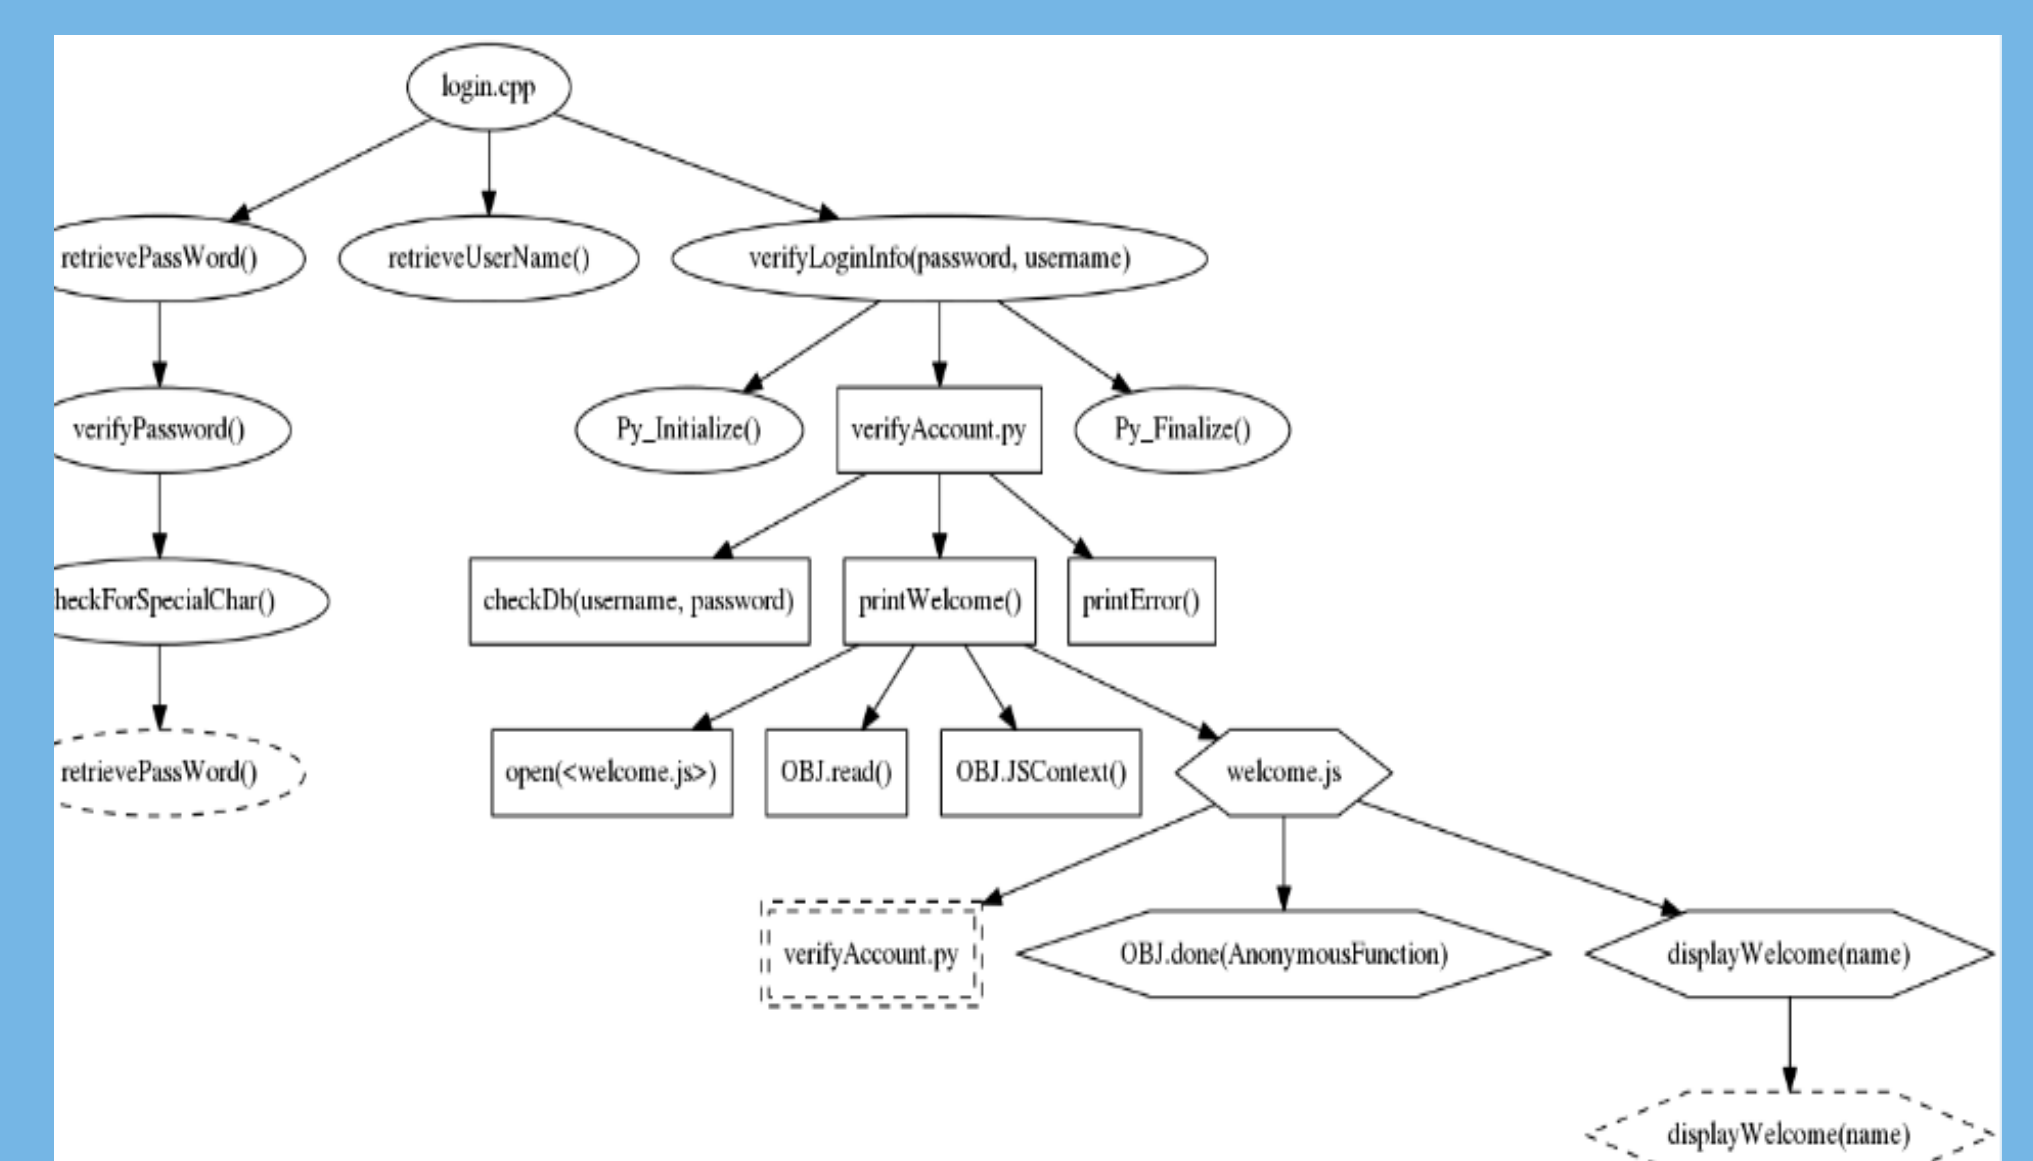 login.cpp
retrievePassWord()
retrieveUserName()
verifyLoginInfo(password, username)
verifyPassword()
Py_Initialize()
verifyAccount.py
Py_Finalize()
heckForSpecialChar()
checkDb(username, password)
printWelcome()
printError()
retrievePassWord()
open(<welcome.js>)
OBJ.read()
OBJ.JSContext()
welcome.js
verifyAccount.py
OBJ.done(AnonymousFunction)
displayWelcome(name)
displayWelcome(name)